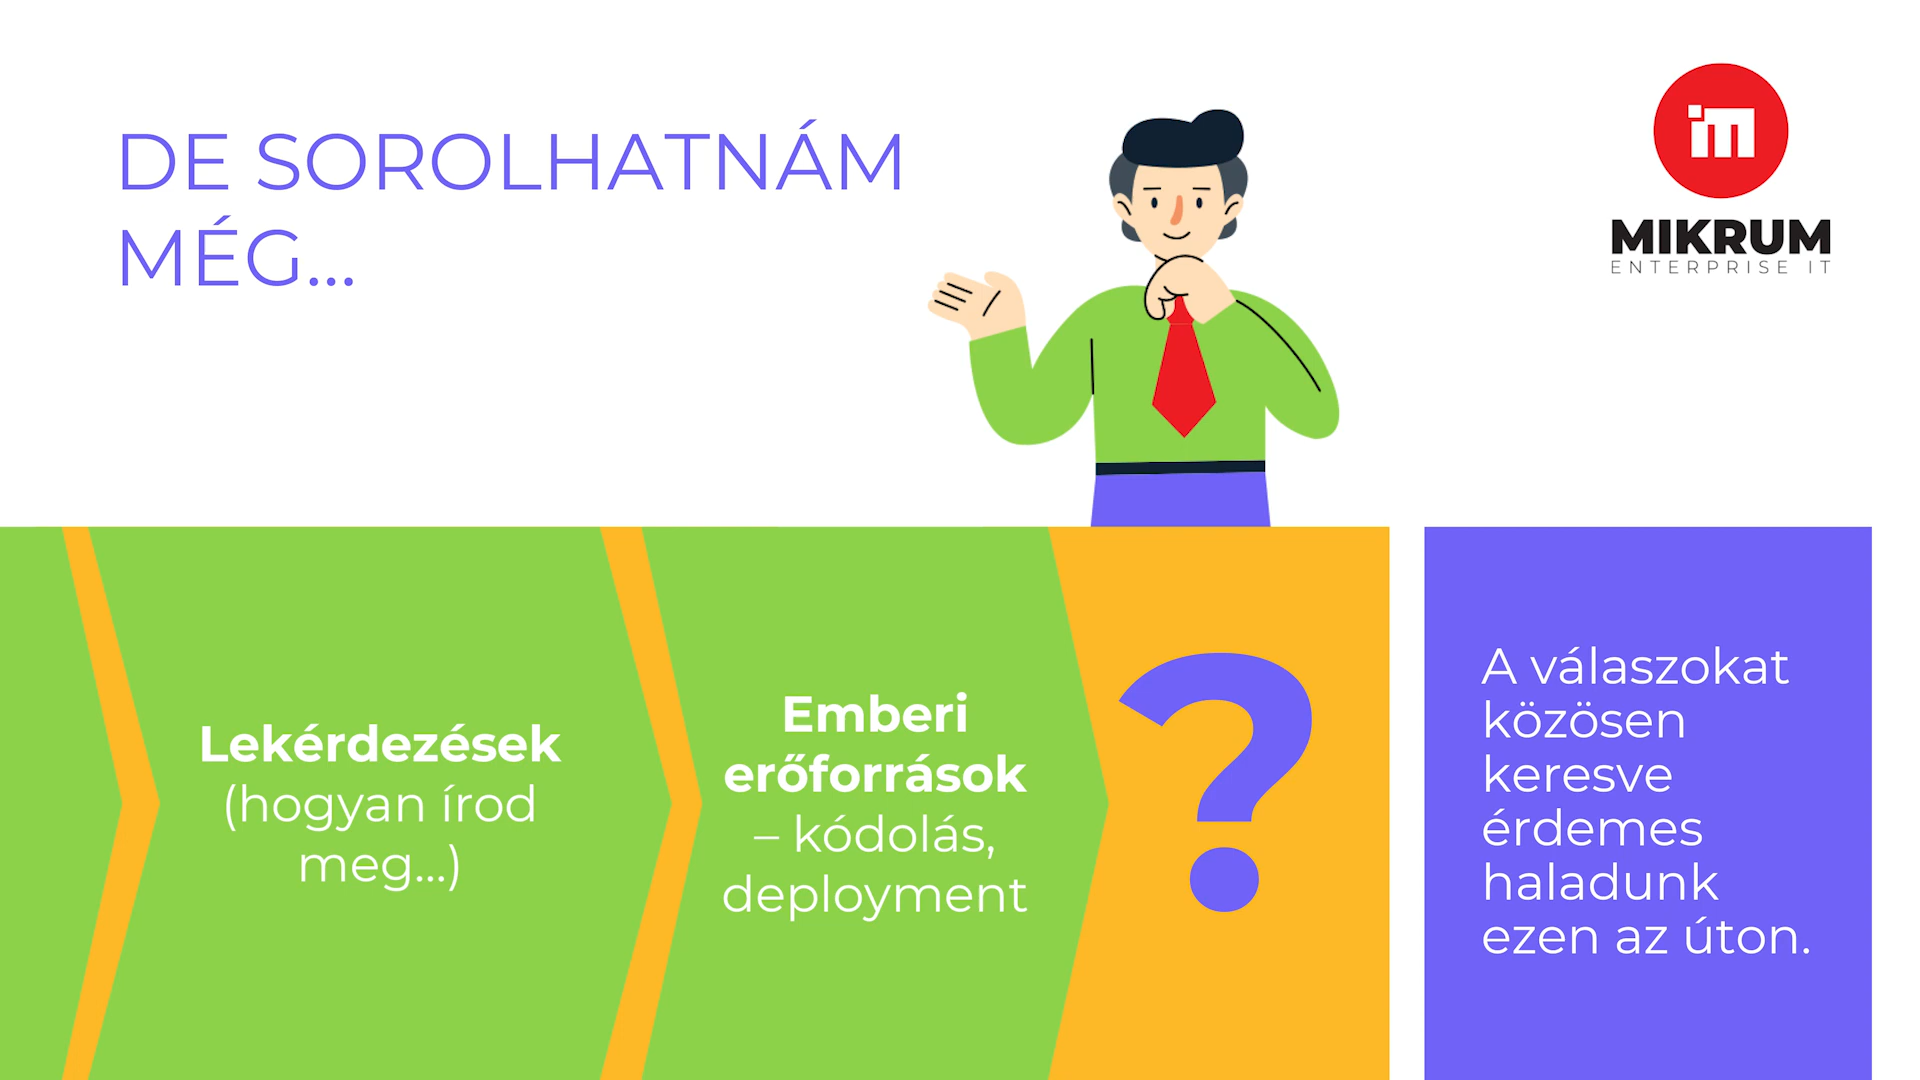 DE SOROLHATNÁM
MÉG...
im
MIKRUM
ENTERPRISE IT
Lekérdezések
(hogyan írod
meg...)
Emberi
erőforrások
– kódolás,
deployment
?
A válaszokat
közösen
keresve
érdemes
haladunk
ezen az úton.